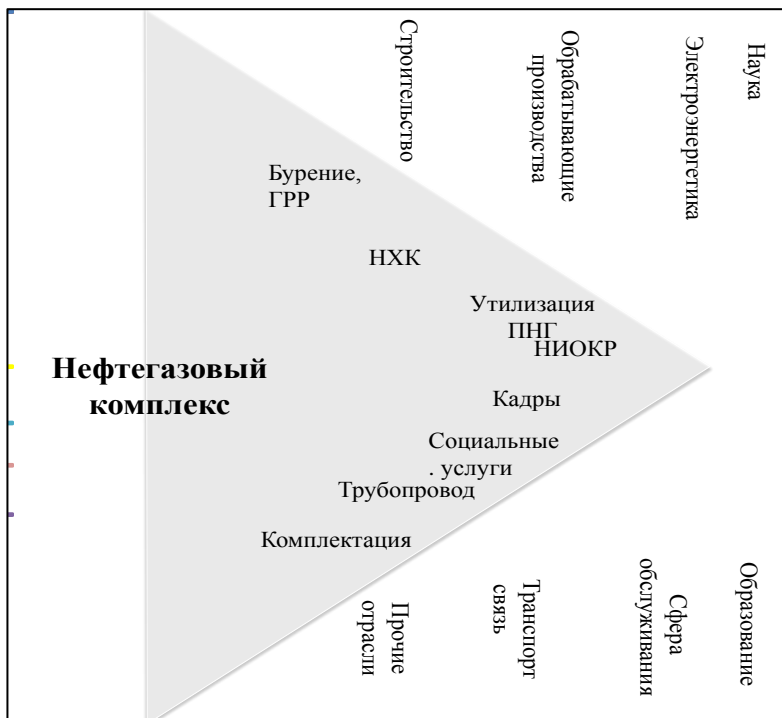 Строительство
Обрабатывающие
производства
Электроэнергетика
Наука
Бурение,
ГРР
НХК
Утилизация
ПНГ
НИОКР
Нефтегазовый
комплекс
Кадры
Социальные
. услуги
Трубопровод
Комплектация
Прочие
отрасли
Транспорт
связь
Сфера
обслуживания
Образование